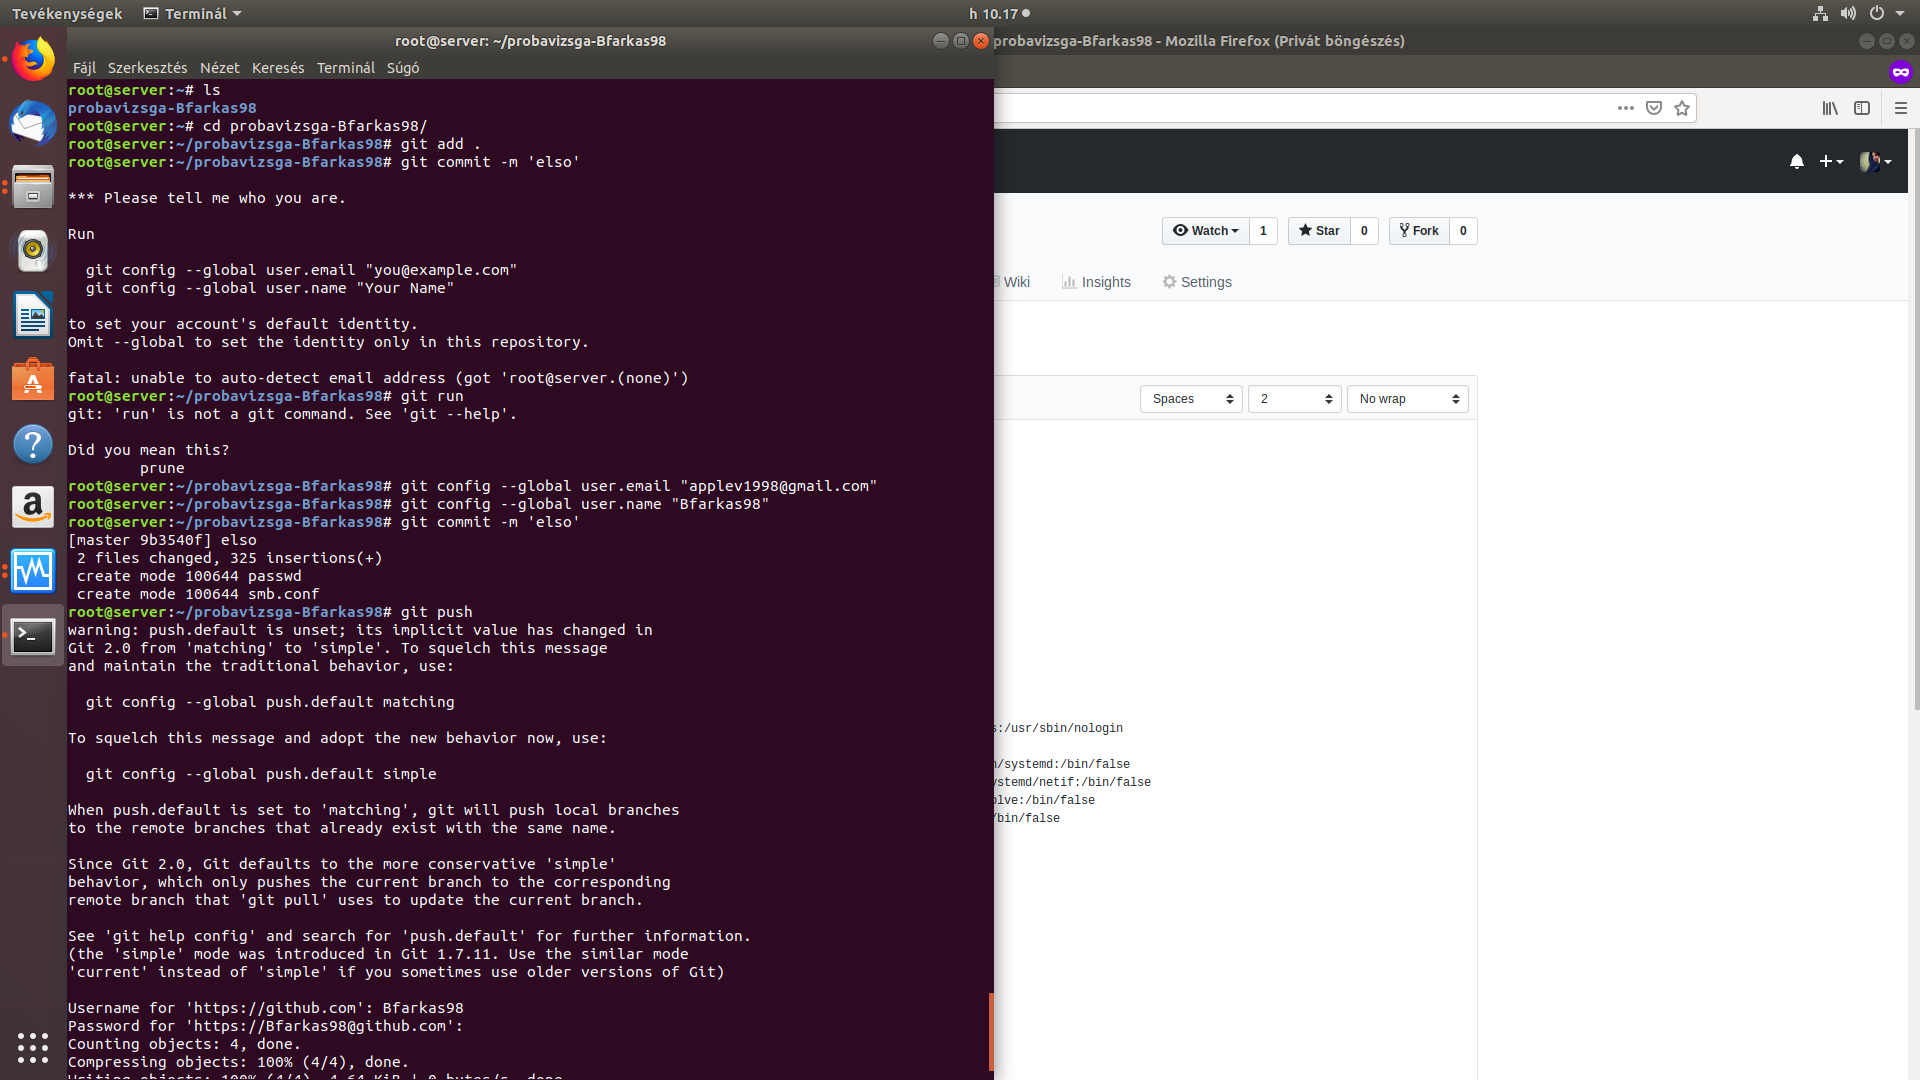 Tevékenységek
Terminál
h 10.17
root@server: ~/probavizsga-Bfarkas98
probavizsga-Bfarkas98 - Mozilla Firefox (Privát böngészés)
Fájl Szerkesztés Nézet Keresés Terminál Súgó
root@server:~# ls
probavizsga-Bfarkas98
root@server:~# cd probavizsga-Bfarkas98/
root@server:~/probavizsga-Bfarkas98# git add .
root@server:~/probavizsga-Bfarkas98# git commit -m 'elso'
*** Please tell me who you are.
Run
git config --global user.email "you@example.com"
git config --global user.name "Your Name"
to set your account's default identity.
Omit --global to set the identity only in this repository.
fatal: unable to auto-detect email address (got 'root@server.(none)')
root@server:~/probavizsga-Bfarkas98# git run
git: 'run' is not a git command. See 'git --help'.
Did you mean this?
prune
root@server:~/probavizsga-Bfarkas98# git config --global user.email "applev1998@gmail.com"
root@server:~/probavizsga-Bfarkas98# git config --global user.name "Bfarkas98"
root@server:~/probavizsga-Bfarkas98# git commit -m 'elso'
[master 9b3540f] elso
2 files changed, 325 insertions(+)
create mode 100644 passwd
create mode 100644 smb.conf
root@server:~/probavizsga-Bfarkas98# git push
warning: push.default is unset; its implicit value has changed in
Git 2.0 from 'matching' to 'simple'. To squelch this message
and maintain the traditional behavior, use:
git config --global push.default matching
To squelch this message and adopt the new behavior now, use:
git config --global push.default simple
When push.default is set to 'matching', git will push local branches
to the remote branches that already exist with the same name.
Since Git 2.0, Git defaults to the more conservative 'simple'
behavior, which only pushes the current branch to the corresponding
remote branch that 'git pull' uses to update the current branch.
See 'git help config' and search for 'push.default' for further information.
(the 'simple' mode was introduced in Git 1.7.11. Use the similar mode
'current' instead of 'simple' if you sometimes use older versions of Git)
Username for 'https://github.com': Bfarkas98
Password for 'https://Bfarkas98@github.com':
Counting objects: 4, done.
Compressing objects: 100% (4/4), done.
Writing objects: 100% (4/4), 4.64 KiB | 0 bytes/s, done.
Watch 1
Star 0
Fork 0
Wiki
Insights
Settings
Spaces
2
No wrap
s:/usr/sbin/nologin
n/systemd:/bin/false
ystemd/netif:/bin/false
olve:/bin/false
/bin/false